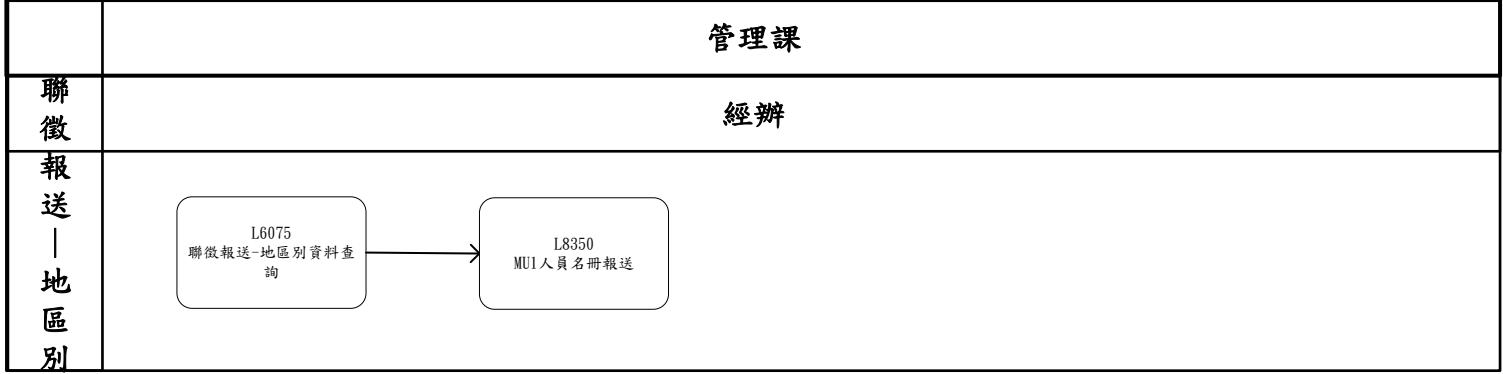 管理課
經辦
聯徵報送—地區別
L6075
聯徵報送-地區別資料查
詢
L8350
MU1人員名冊報送